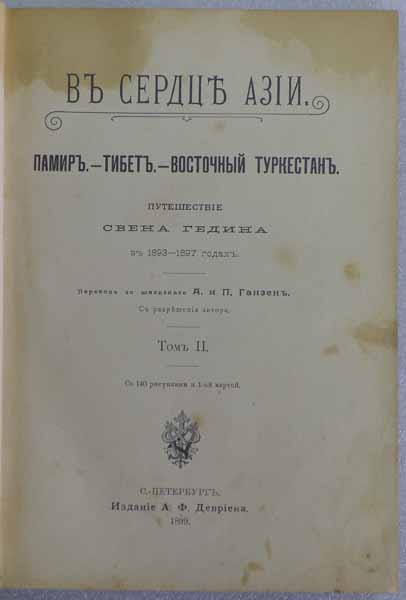 ВЪ СЕРДЦѢ АЗІИ.
ПАМИРЪ.—ТИБЕТЪ.—ВОСТОЧНЫЙ ТУРКЕСТАНЪ.
ПУТЕШЕСТВІЕ
СВЕНА ГЕДИНА
въ 1893—1897 годахъ.
Переводъ со шведскаго А. и П. Ганзенъ.
Съ разрѣшенія автора.
Томъ II.
Съ 140 рисунками и 1-ой картой.
С.-ПЕТЕРБУРГЪ.
Изданіе А. Ф. Девріена.
1899.